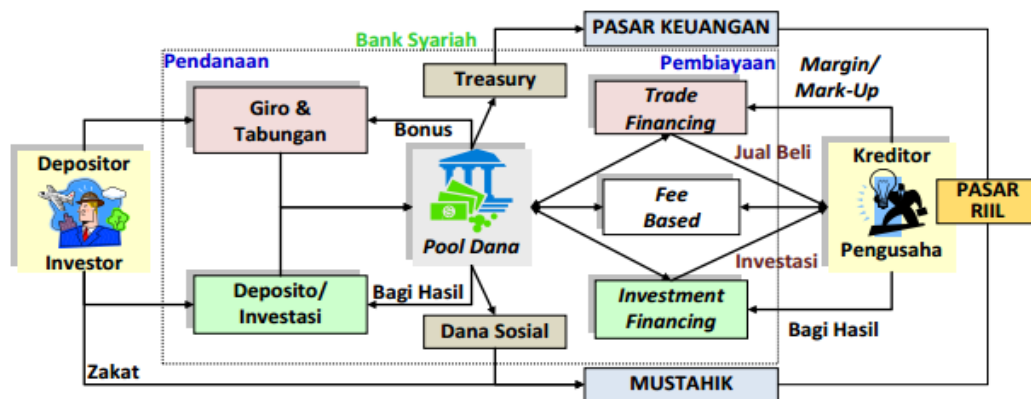 PASAR KEUANGAN
Bank Syariah
Pendanaan
Pembiayaan
Treasury
Margin/
Mark-Up
Giro &
Tabungan
Bonus
Trade
Financing
Jual Beli
Depositor
Investor
$
Pool Dana
Fee
Based
Kreditor
Pengusaha
PASAR
RIIL
Investasi
Deposito/
Investasi
Bagi Hasil
Investment
Financing
Bagi Hasil
Dana Sosial
Zakat
MUSTAHIK